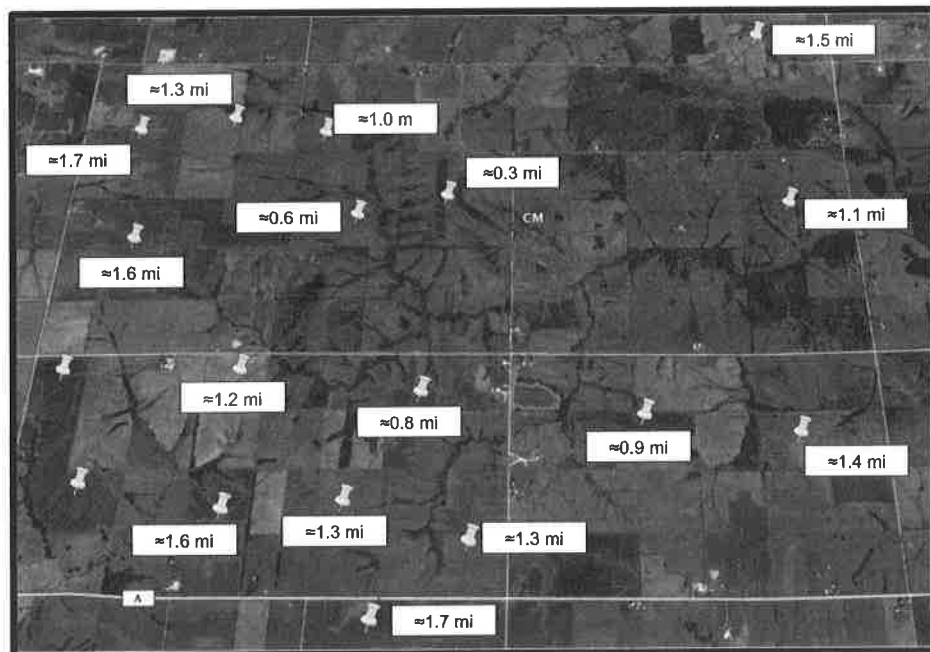 ≈1.5 mi
≈1.3 mi
≈1.0 m
≈1.7 mi
≈0.3 mi
≈0.6 mi
CM
≈1.1 mi
≈1.6 mi
≈1.2 mi
≈0.8 mi
≈0.9 mi
≈1.4 mi
≈1.6 mi
≈1.3 mi
≈1.3 mi
A
≈1.7 mi